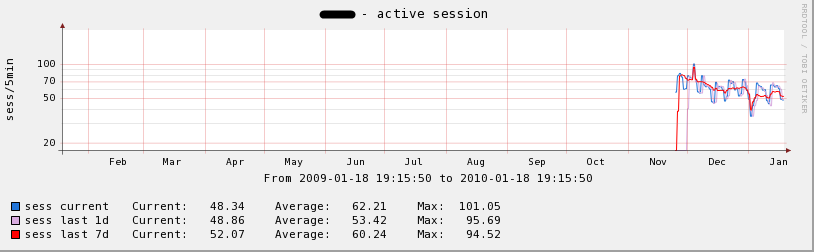 - active session
RRDTOOL / TOBI OETIKER
sess/5min
100
70
50
20
Feb Mar Apr May Jun Jul Aug Sep Oct Nov Dec Jan
From 2009-01-18 19:15:50 to 2010-01-18 19:15:50
sess current Current: 48.34 Average: 62.21 Max: 101.05
sess last 1d Current: 48.86 Average: 53.42 Max: 95.69
sess last 7d Current: 52.07 Average: 60.24 Max: 94.52